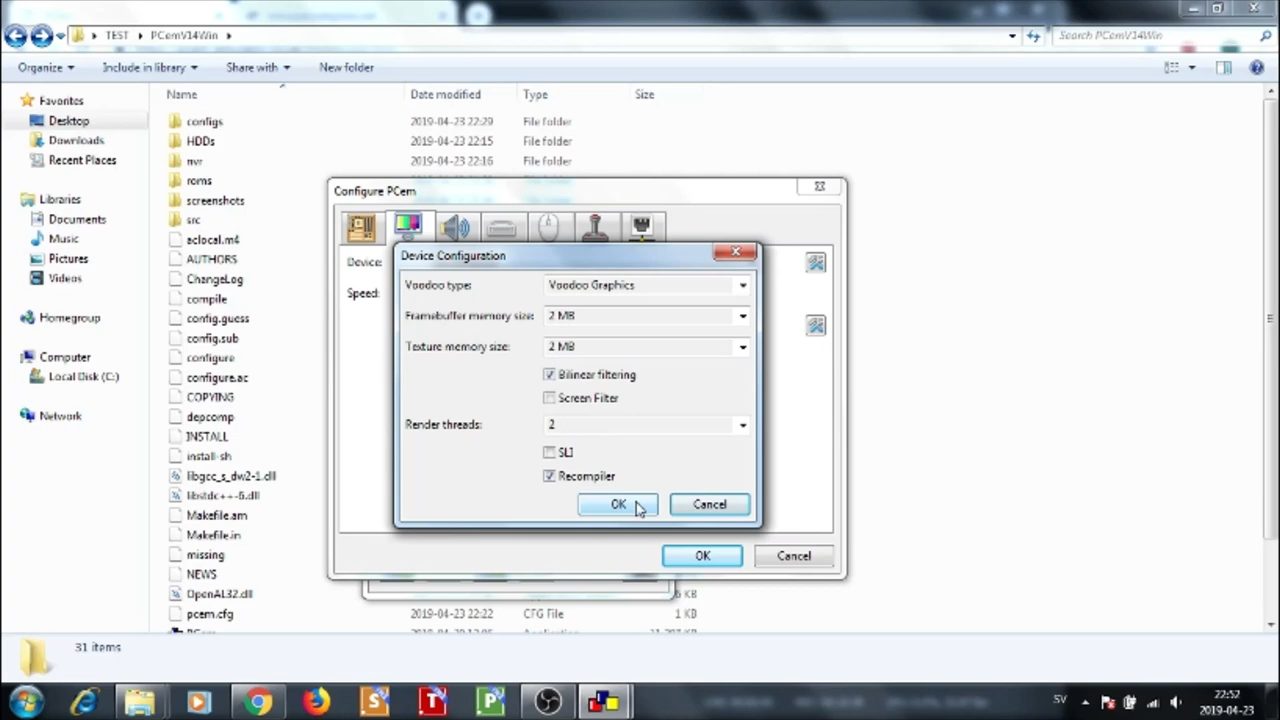 TEST
PCemV14Win
Search PCemV14Win
Organize
Include in library
Share with
New folder
Name
Date modified
Type
Size
Favorites
Desktop
Downloads
Recent Places
Libraries
Documents
Music
Pictures
Videos
Homegroup
Computer
Local Disk (C:)
Network
configs 2019-04-23 22:29 File folder
HDDs 2019-04-23 22:15 File folder
nvr 2019-04-23 22:16 File folder
roms
screenshots
src
aclocal.m4
AUTHORS
ChangeLog
compile
config.guess
config.sub
configure
configure.ac
COPYING
depcomp
INSTALL
install-sh
libgcc_s_dw2-1.dll
libstdc++-6.dll
Makefile.am
Makefile.in
missing
NEWS
OpenAL32.dll
pcem.cfg 2019-04-23 22:22 CFG File 1 KB
Configure PCem
Device:
Speed:
OK
Cancel
Device Configuration
Voodoo type: Voodoo Graphics
Framebuffer memory size: 2 MB
Texture memory size: 2 MB
Bilinear filtering
Screen Filter
Render threads: 2
SLI
Recompiler
OK
Cancel
31 items
SV
22:52
2019-04-23